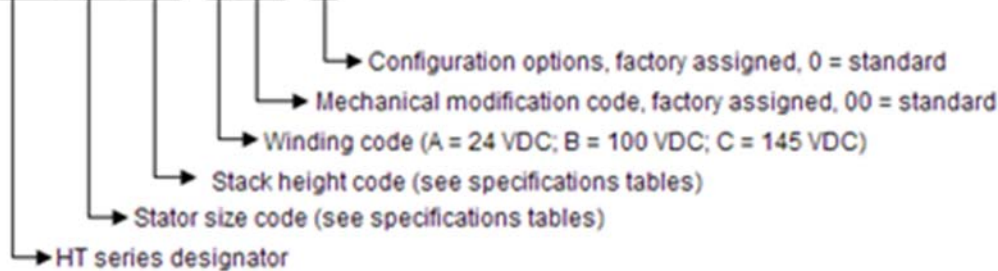 Configuration options, factory assigned, 0 = standard
Mechanical modification code, factory assigned, 00 = standard
Winding code (A = 24 VDC; B = 100 VDC; C = 145 VDC)
Stack height code (see specifications tables)
Stator size code (see specifications tables)
HT series designator